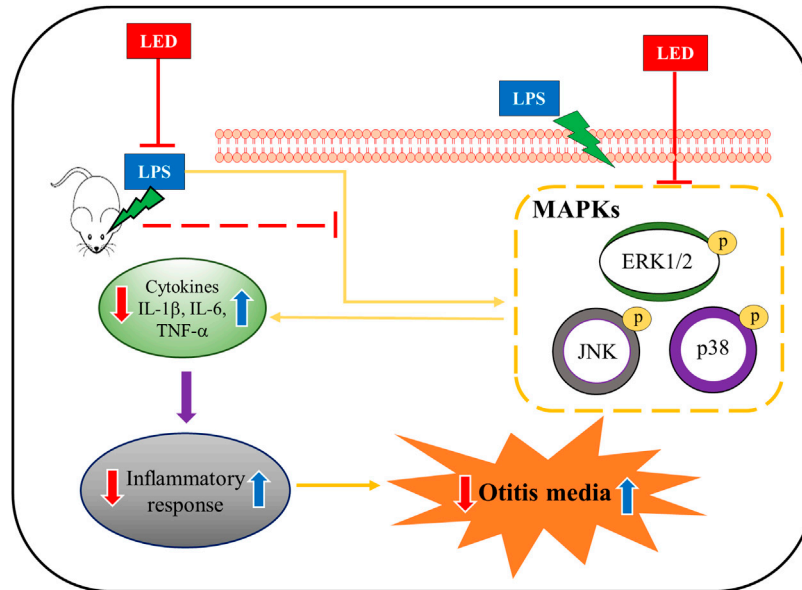 LED
LED
LPS
LPS
MAPKs
p
ERK1/2
Cytokines
IL-1β, IL-6,
TNF-α
p
p
JNK
p38
Inflammatory
response
Otitis media